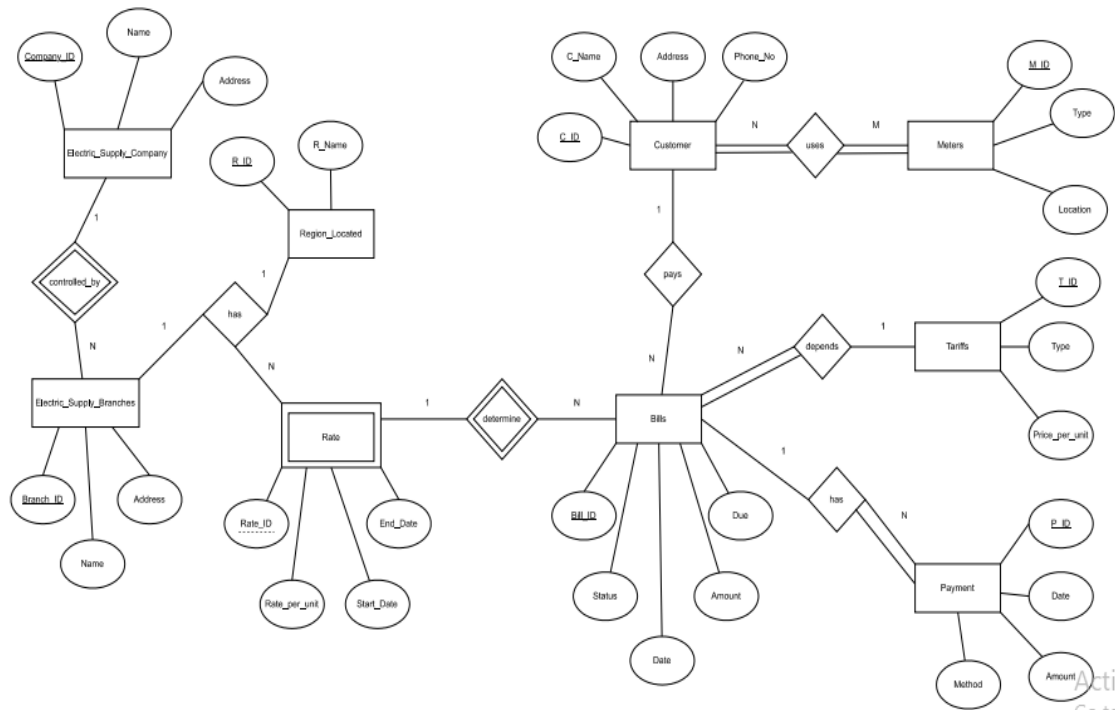 Company_ID
Name
Address
Electric_Supply_Company
R_ID
R_Name
Region_Located
1
controlled_by
N
1
has
1
N
Electric_Supply_Branches
Branch_ID
Name
Address
Rate
Rate_ID
Rate_per_unit
Start_Date
End_Date
1
determine
N
C_Name
Address
Phone_No
C_ID
Customer
N
uses
M
Meters
M_ID
Type
Location
1
pays
N
Bills
N
depends
1
Tariffs
T_ID
Type
Price_per_unit
Bill_ID
Status
Date
Amount
Due
1
has
N
Payment
P_ID
Date
Amount
Method
Acti